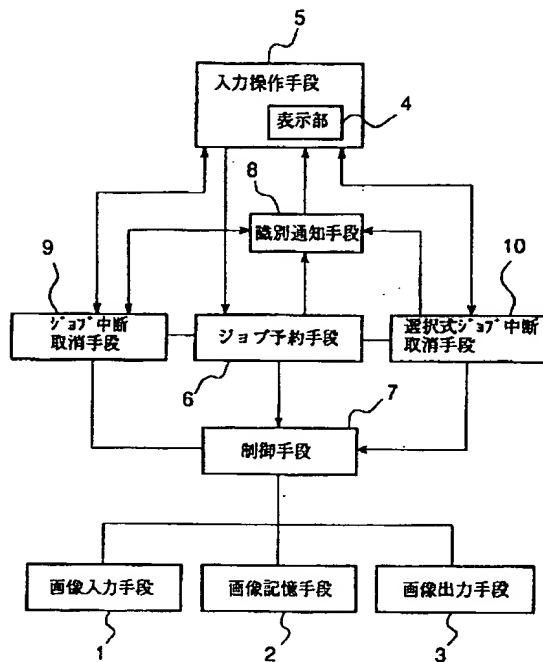 5
入力操作手段
表示部
4
8
識別通知手段
9
10
ジョブ中断
取消手段
ジョブ予約手段
選択式ジョブ中断
取消手段
6
7
制御手段
画像入力手段
画像記憶手段
画像出力手段
1
2
3